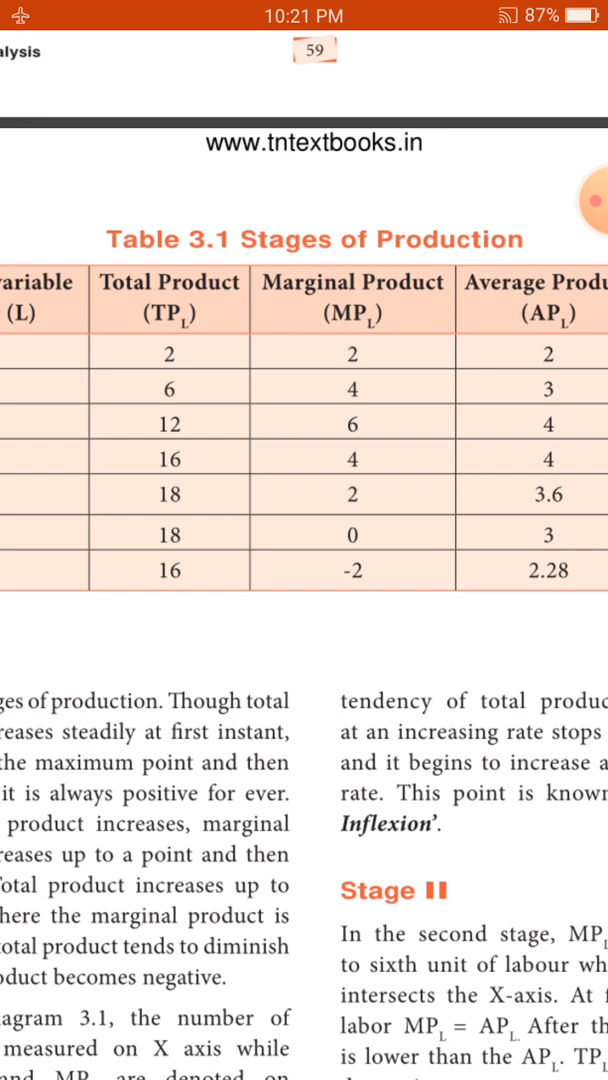 10:21 PM
87%
alysis
59
www.tntextbooks.in
Table 3.1 Stages of Production
ariable Total Product Marginal Product Average Produ
(L) (TPL) (MPL) (APL)
2 2 2
6 4 3
12 6 4
16 4 4
18 2 3.6
18 0 3
16 -2 2.28
ges of production. Though total
reases steadily at first instant,
the maximum point and then
it is always positive for ever.
product increases, marginal
reases up to a point and then
otal product increases up to
here the marginal product is
total product tends to diminish
oduct becomes negative.
agram 3.1, the number of
measured on X axis while
and MP are denoted on
tendency of total produc
at an increasing rate stops
and it begins to increase a
rate. This point is known
Inflexion’.
Stage II
In the second stage, MPL
to sixth unit of labour wh
intersects the X-axis. At f
labor MPL = APL. After th
is lower than the APL. TPL